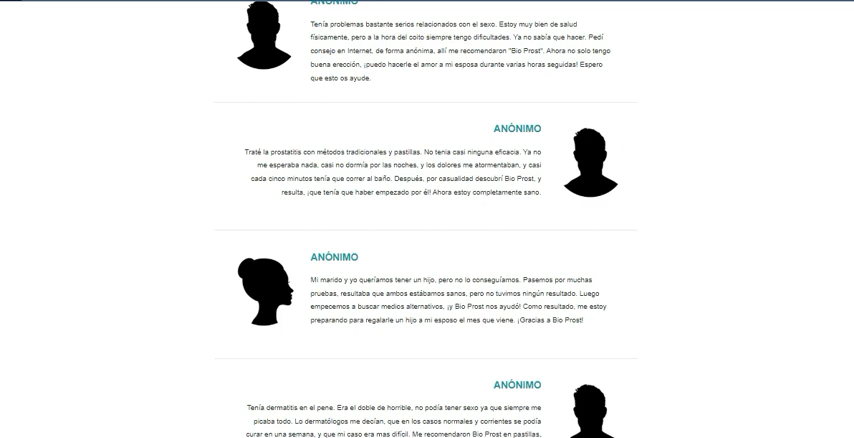 ANÓNIMO
Tenía problemas bastante serios relacionados con el sexo. Estoy muy bien de salud
físicamente, pero a la hora del coito siempre tengo dificultades. Ya no sabía que hacer. Pedí
consejo en Internet, de forma anónima, allí me recomendaron "Bio Prost". Ahora no solo tengo
buena erección, ¡puedo hacerle el amor a mi esposa durante varias horas seguidas! Espero
que esto os ayude.
ANÓNIMO
Traté la prostatitis con métodos tradicionales y pastillas. No tenia casi ninguna eficacia. Ya no
me esperaba nada, casi no dormía por las noches, y los dolores me atormentaban, y casi
cada cinco minutos tenía que correr al baño. Después, por casualidad descubrí Bio Prost, y
resulta, ¡que tenía que haber empezado por él! Ahora estoy completamente sano.
ANÓNIMO
Mi marido y yo queríamos tener un hijo, pero no lo conseguíamos. Pasemos por muchas
pruebas, resultaba que ambos estábamos sanos, pero no tuvimos ningún resultado. Luego
empecemos a buscar medios alternativos, ¡y Bio Prost nos ayudó! Como resultado, me estoy
preparando para regalarle un hijo a mi esposo el mes que viene. ¡Gracias a Bio Prost!
ANÓNIMO
Tenía dermatitis en el pene. Era el doble de horrible, no podía tener sexo ya que siempre me
picaba todo. Lo dermatólogos me decían, que en los casos normales y corrientes se podía
curar en una semana, y que mi caso era mas difícil. Me recomendaron Bio Prost en pastillas,